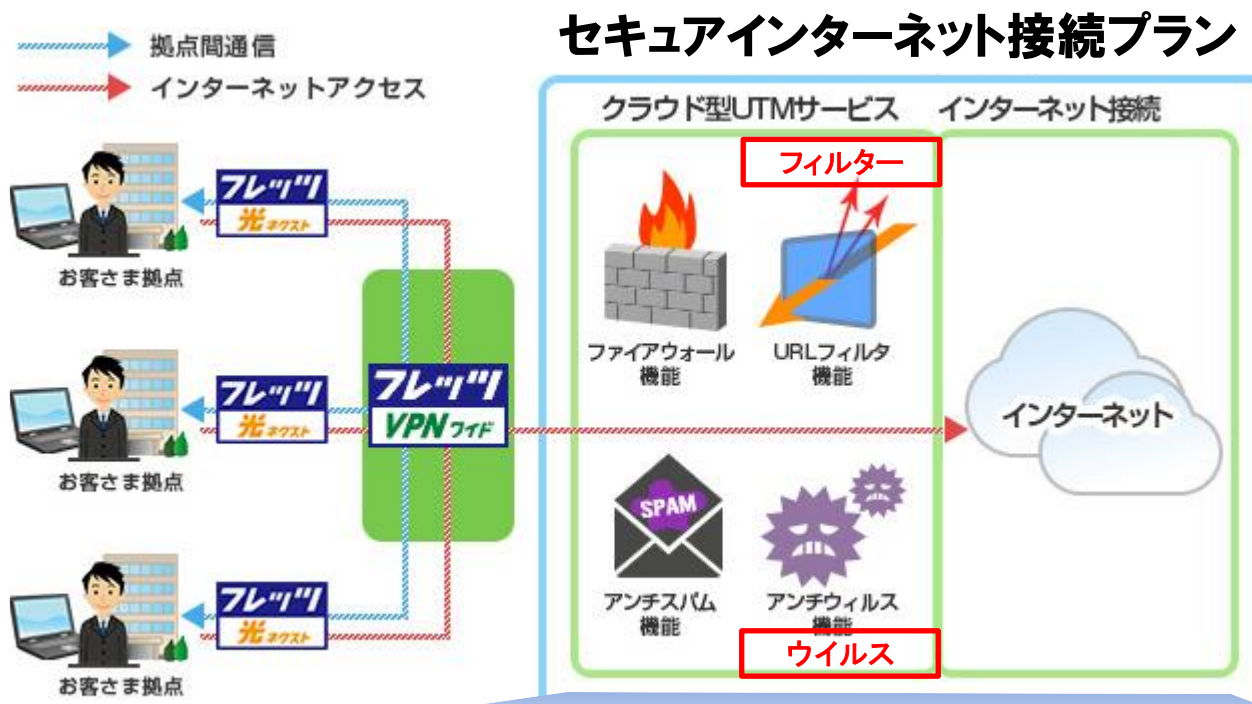 セキュアインターネット接続プラン
拠点間通信
インターネットアクセス
クラウド型UTMサービス
インターネット接続
フィルター
フレッツ
光ネクスト
お客さま拠点
ファイアウォール
機能
URLフィルタ
機能
フレッツ
光ネクスト
お客さま拠点
フレッツ
VPNワイド
インターネット
SPAM
アンチスパム
機能
アンチウィルス
機能
ウイルス
フレッツ
光ネクスト
お客さま拠点